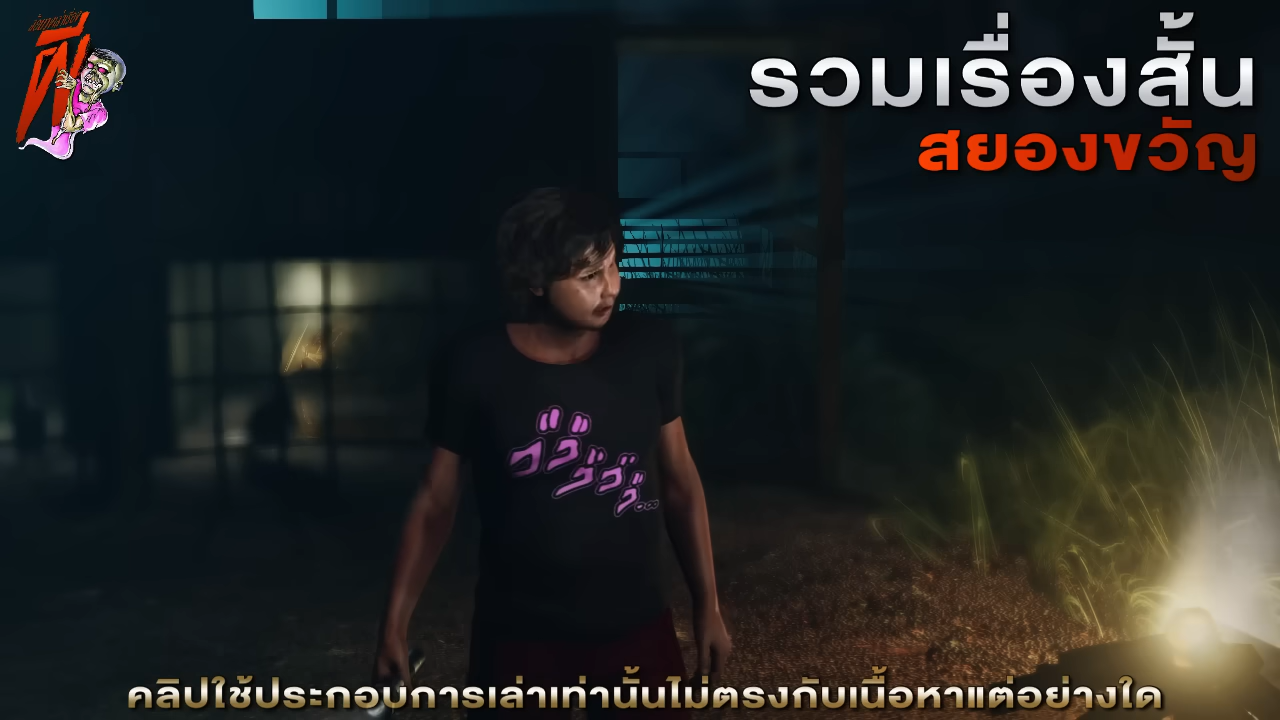 ผี
รวมเรื่องสั้น
สยองขวัญ
คลิปใช้ประกอบการเล่าเท่านั้นไม่ตรงกับเนื้อหาแต่อย่างใด